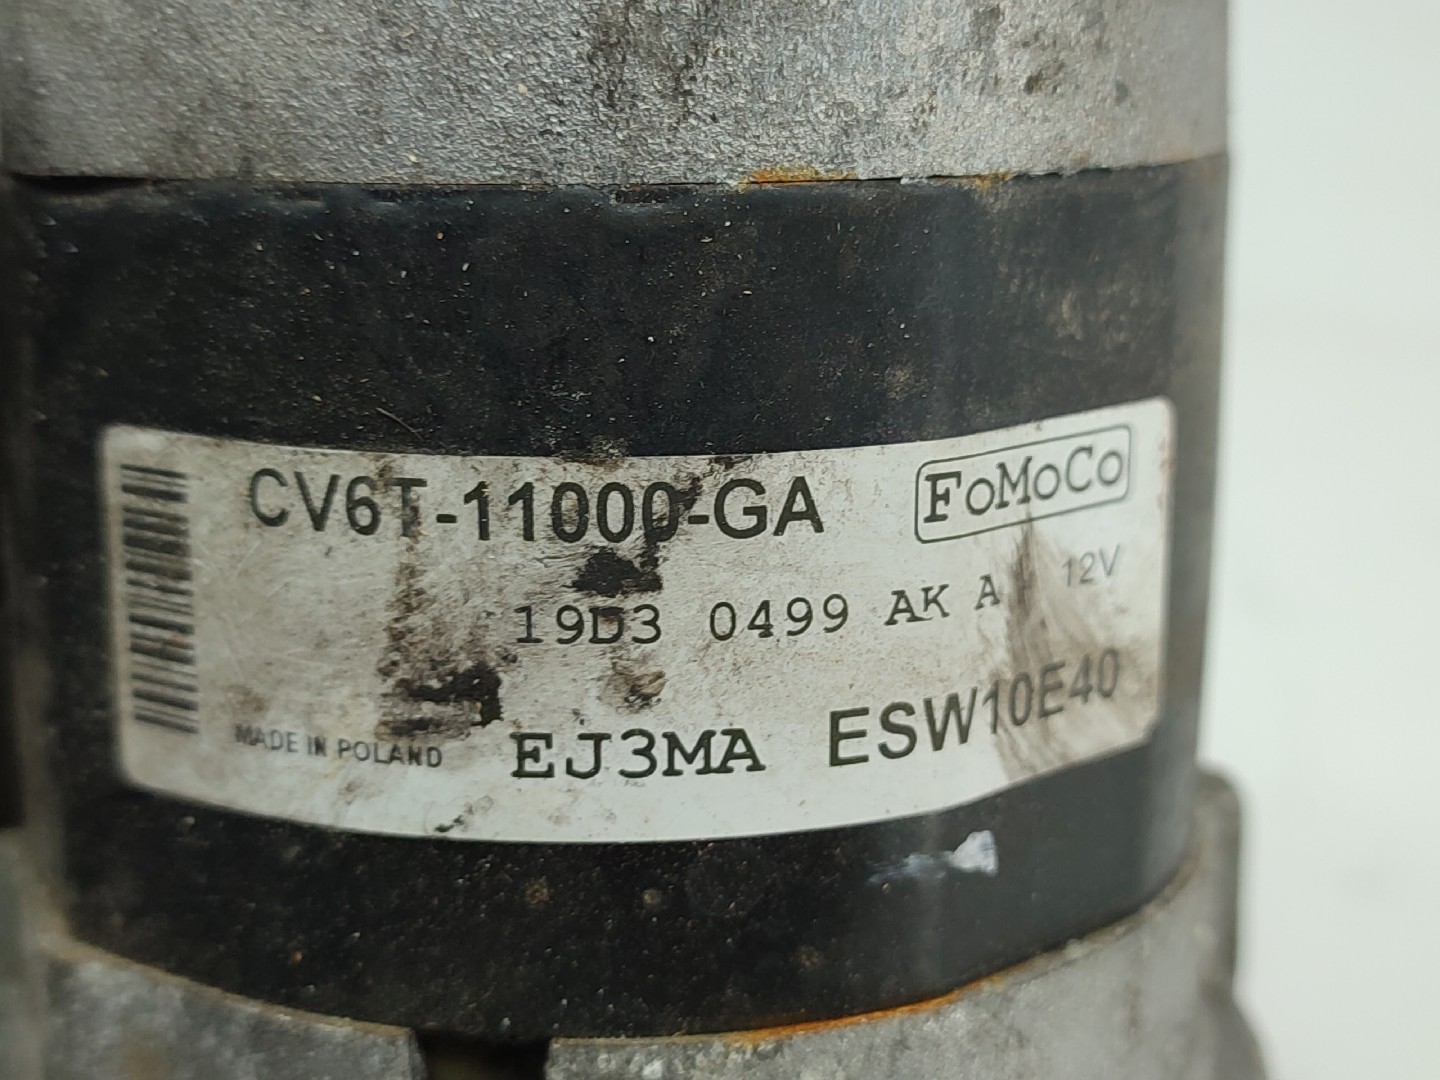 CV6T-11000-GA FoMoCo
19D3 0499 AK A 12V
MADE IN POLAND EJ3MA ESW10E40